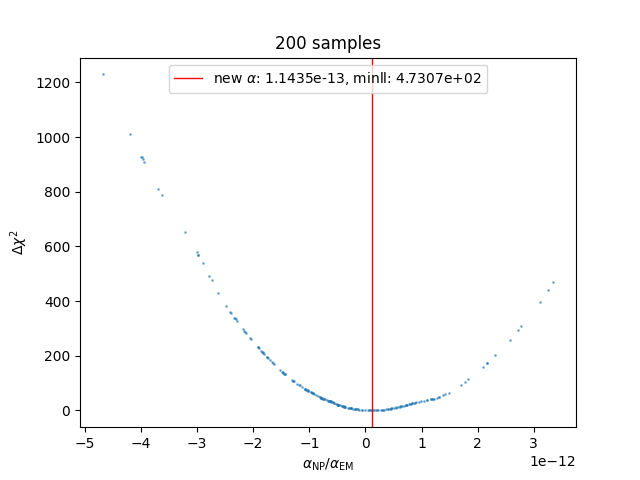 200 samples
new α: 1.1435e-13, minll: 4.7307e+02
1200
1000
800
600
400
200
0
Δχ²
−5 −4 −3 −2 −1 0 1 2 3
1e−12
α_NP/α_EM